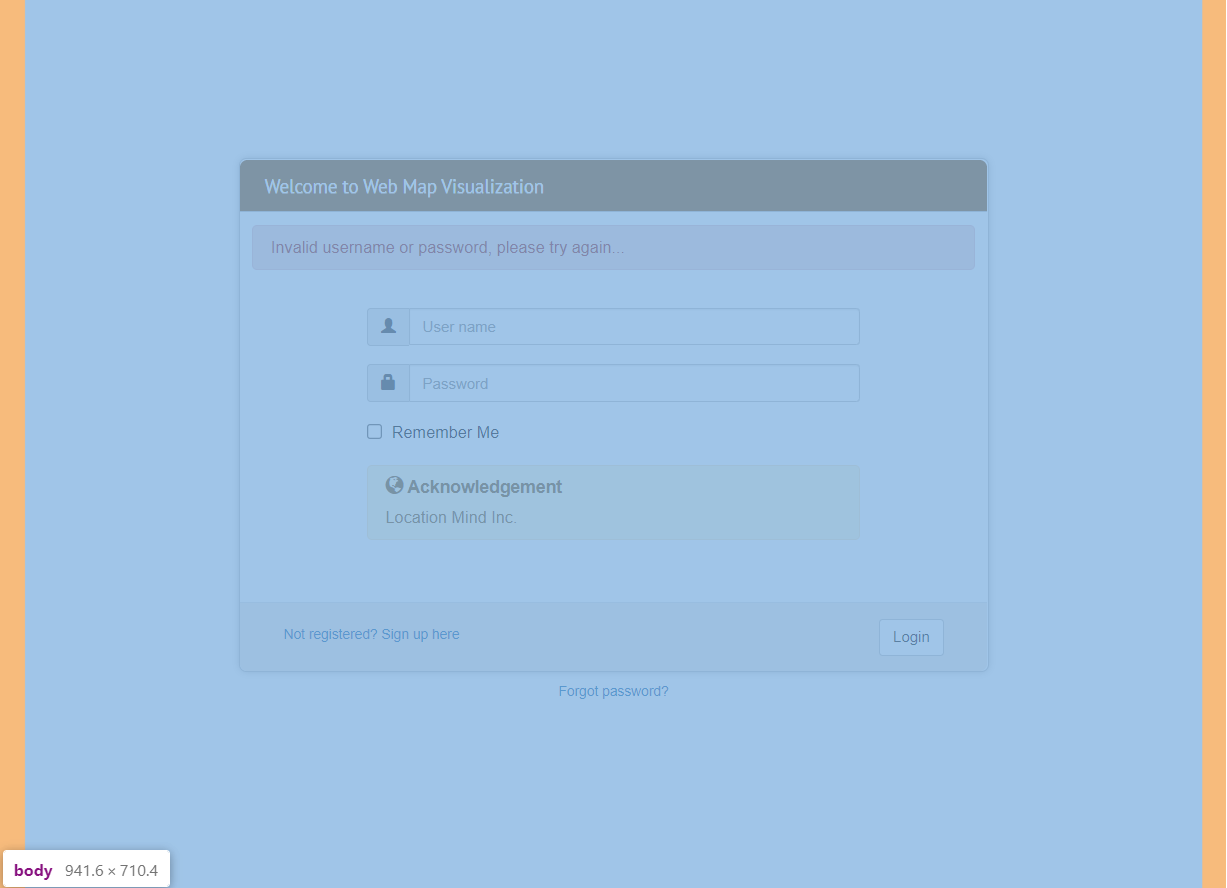 Welcome to Web Map Visualization
Invalid username or password, please try again...
User name
Password
Remember Me
Acknowledgement
Location Mind Inc.
Not registered? Sign up here
Login
Forgot password?
body 941.6 × 710.4